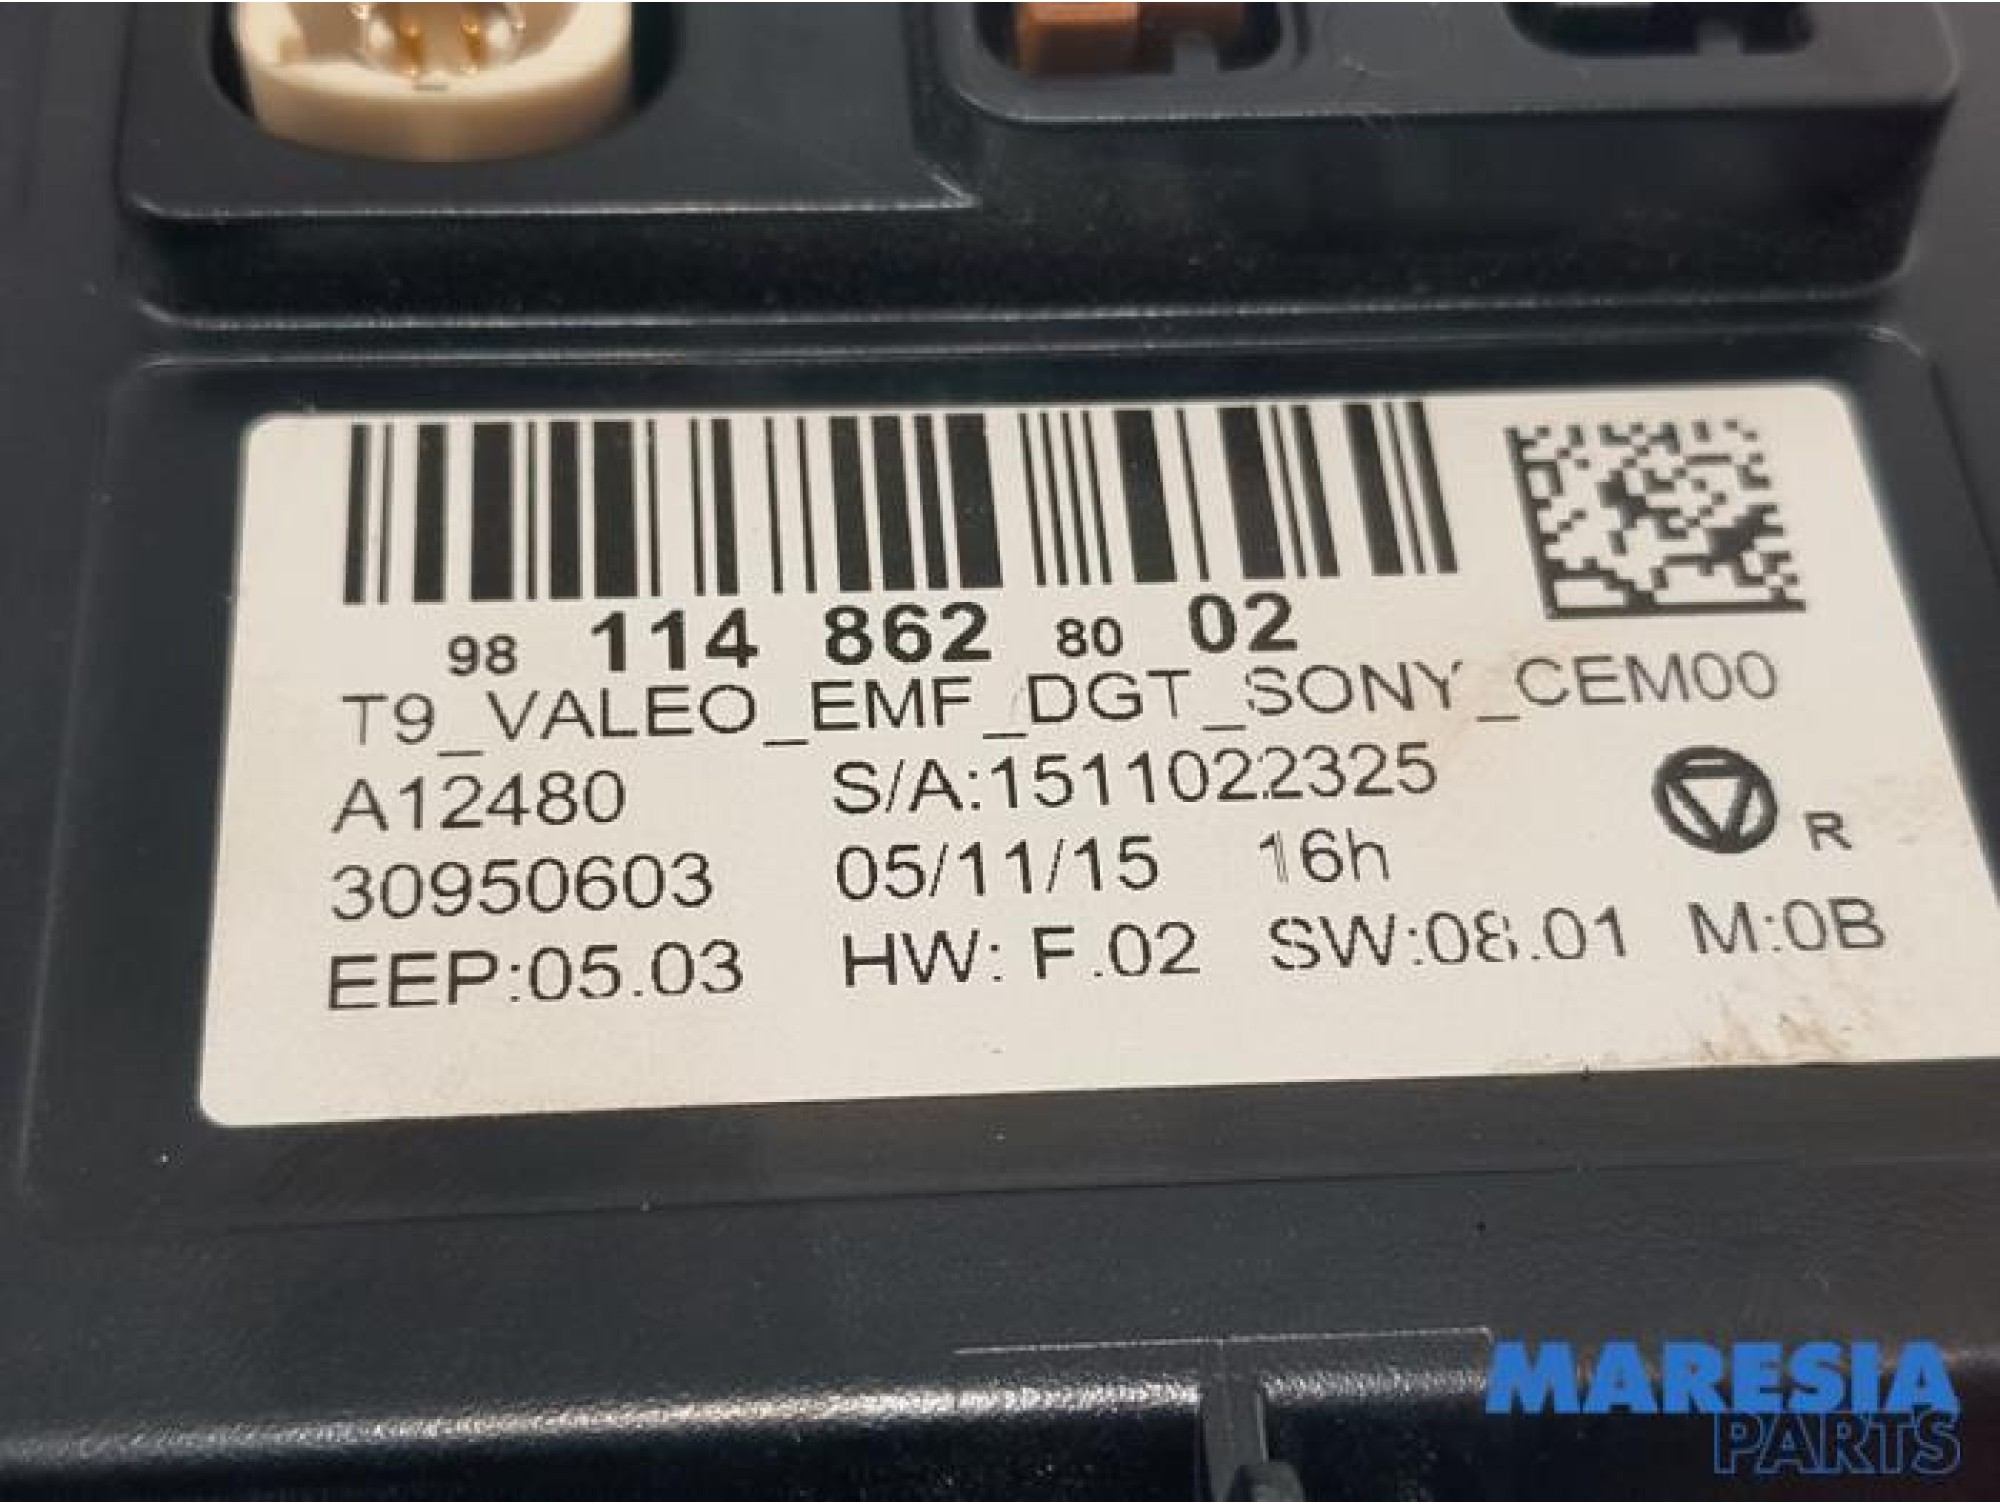 98 114 862 80 02
T9_VALEO_EMF_DGT_SONY_CEM00
A12480 S/A:1511022325
30950603 05/11/15 16h R
EEP:05.03 HW: F.02 SW:08.01 M:0B
MARESIA
PARTS